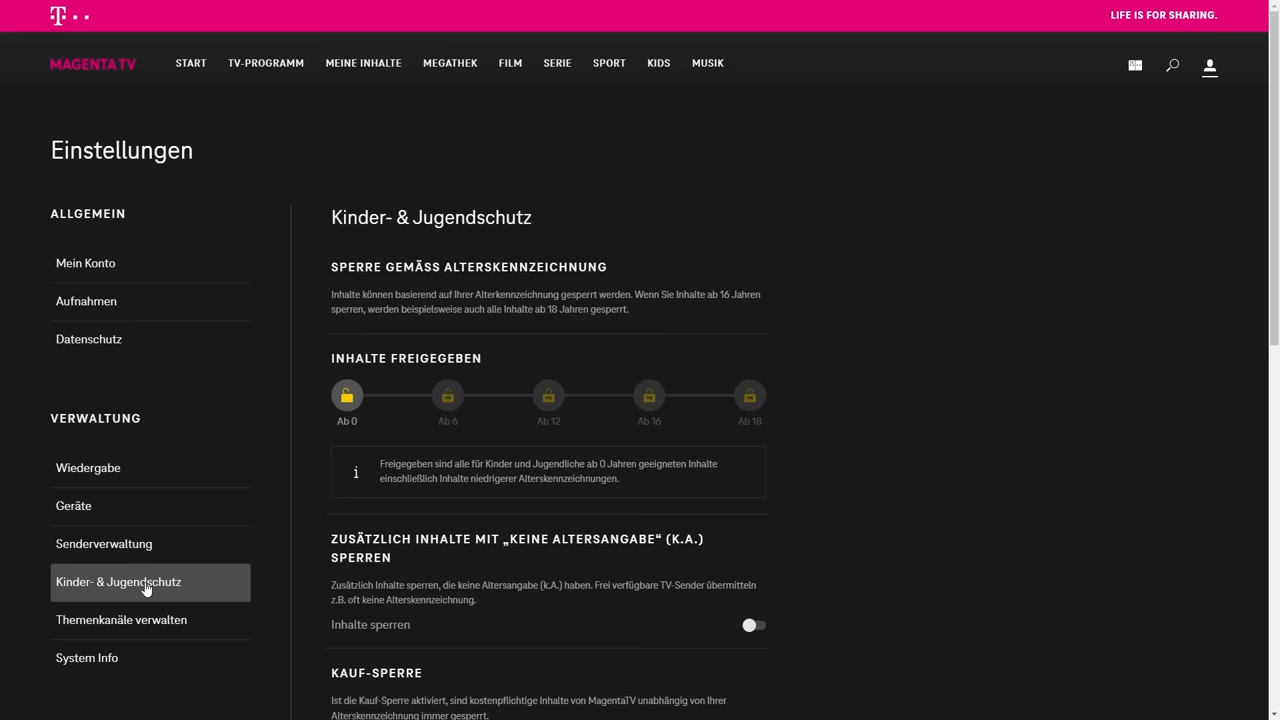 T
LIFE IS FOR SHARING.
MAGENTA TV
START TV-PROGRAMM MEINE INHALTE MEGATHEK FILM SERIE SPORT KIDS MUSIK
Einstellungen
ALLGEMEIN
Mein Konto
Aufnahmen
Datenschutz
VERWALTUNG
Wiedergabe
Geräte
Senderverwaltung
Kinder- & Jugendschutz
Themenkanäle verwalten
System Info
Kinder- & Jugendschutz
SPERRE GEMÄSS ALTERSKENNZEICHNUNG
Inhalte können basierend auf Ihrer Alterkennzeichnung gesperrt werden. Wenn Sie Inhalte ab 16 Jahren
sperren, werden beispielsweise auch alle Inhalte ab 18 Jahren gesperrt.
INHALTE FREIGEGEBEN
Ab 0 Ab 6 Ab 12 Ab 16 Ab 18
Freigegeben sind alle für Kinder und Jugendliche ab 0 Jahren geeigneten Inhalte
einschließlich Inhalte niedrigerer Alterskennzeichnungen.
ZUSÄTZLICH INHALTE MIT „KEINE ALTERSANGABE“ (K.A.)
SPERREN
Zusätzlich Inhalte sperren, die keine Altersangabe (k.A.) haben. Frei verfügbare TV-Sender übermitteln
z.B. oft keine Alterskennzeichnung.
Inhalte sperren
KAUF-SPERRE
Ist die Kauf-Sperre aktiviert, sind kostenpflichtige Inhalte von MagentaTV unabhängig von Ihrer
Alterskennzeichnung immer gesperrt.